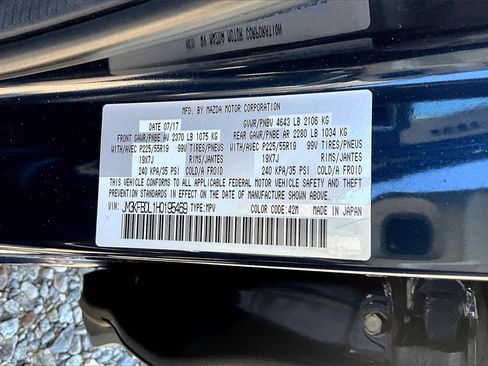 MFD. BY MAZDA MOTOR CORPORATION
DATE 07/17 GVWR/PNBV 4643 LB 2106 KG
FRONT GAWR/PNBE AV 2370 LB 1075 KG REAR GAWR/PNBE AR 2280 LB 1034 KG
WITH/AVEC P225/55R19 99V TIRES/PNEUS WITH/AVEC P225/55R19 99V TIRES/PNEUS
19X7J RIMS/JANTES 19X7J RIMS/JANTES
240 KPA/35 PSI COLD/A FROID 240 KPA/35 PSI COLD/A FROID
THIS VEHICLE CONFORMS TO ALL APPLICABLE FEDERAL MOTOR VEHICLE SAFETY AND THEFT
PREVENTION STANDARDS IN EFFECT ON THE DATE OF MANUFACTURE SHOWN ABOVE.
VIN: JM3KFBDL1H0195469 TYPE:MPV COLOR CODE:42M MADE IN JAPAN